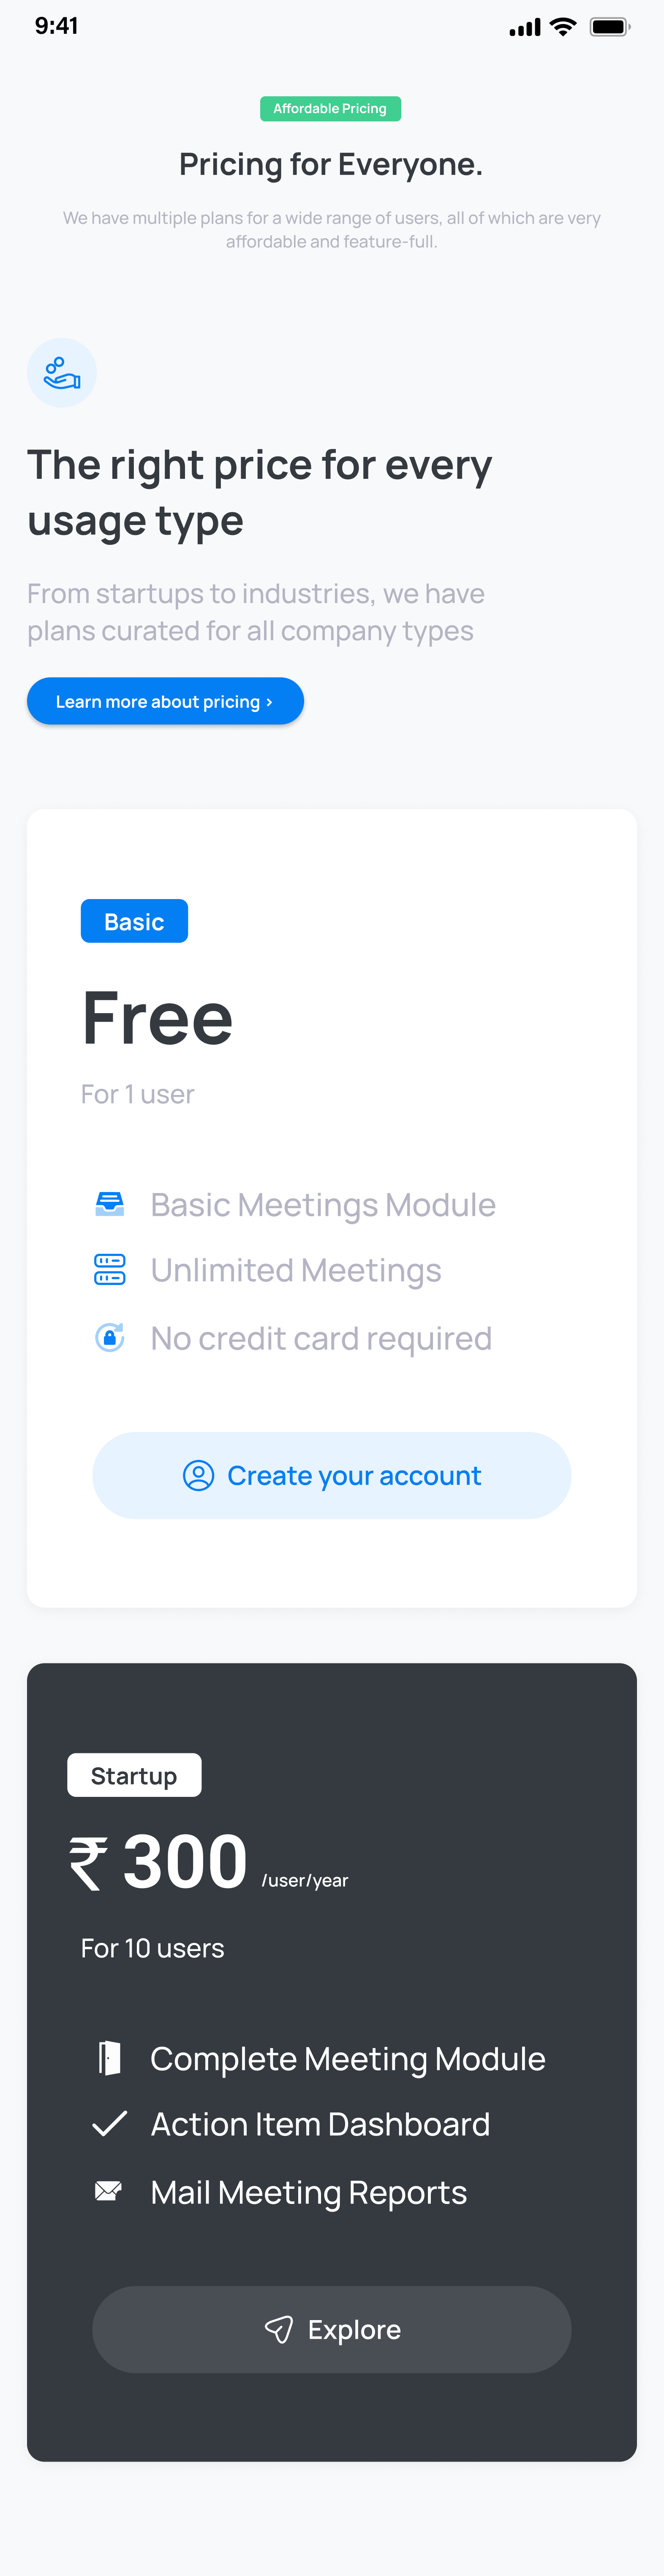 9:41
Affordable Pricing
Pricing for Everyone.
We have multiple plans for a wide range of users, all of which are very
affordable and feature-full.
The right price for every
usage type
From startups to industries, we have
plans curated for all company types
Learn more about pricing ›
Basic
Free
For 1 user
Basic Meetings Module
Unlimited Meetings
No credit card required
Create your account
Startup
₹ 300 /user/year
For 10 users
Complete Meeting Module
Action Item Dashboard
Mail Meeting Reports
Explore